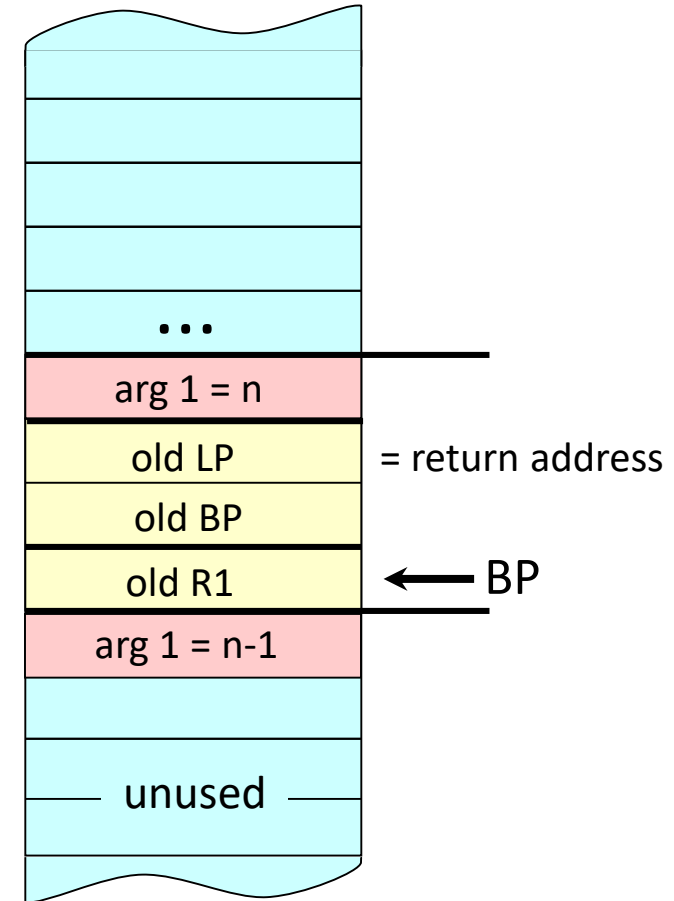 ...
arg 1 = n
old LP = return address
old BP
old R1 BP
arg 1 = n-1
unused